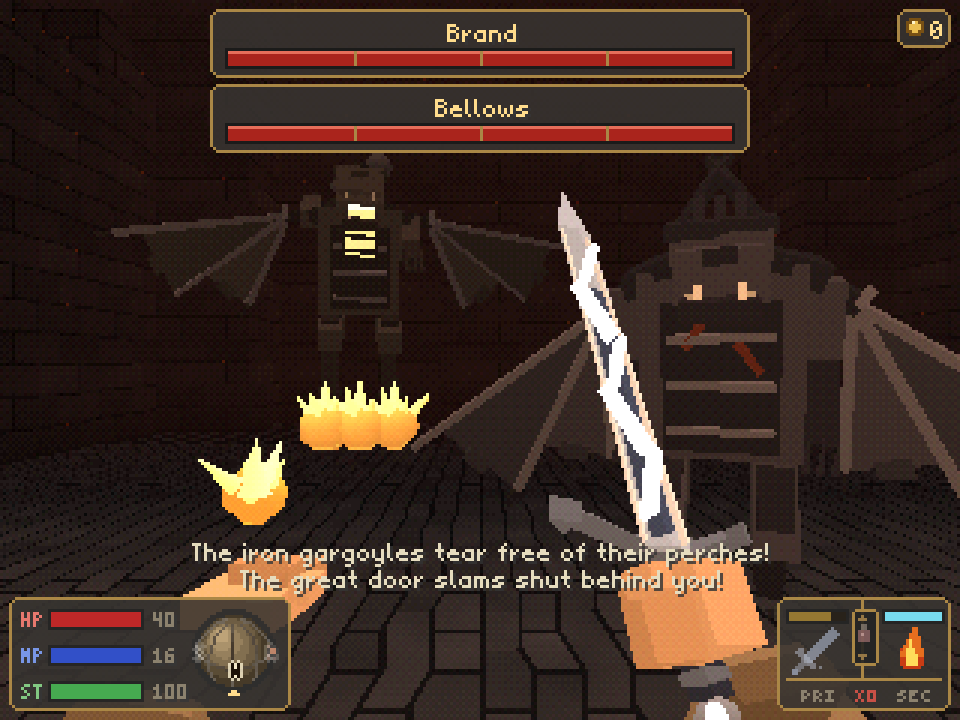 Brand
0
Bellows
The iron gargoyles tear free of their perches!
The great door slams shut behind you!
HP 40
MP 16
ST 100
N
PRI X0 SEC